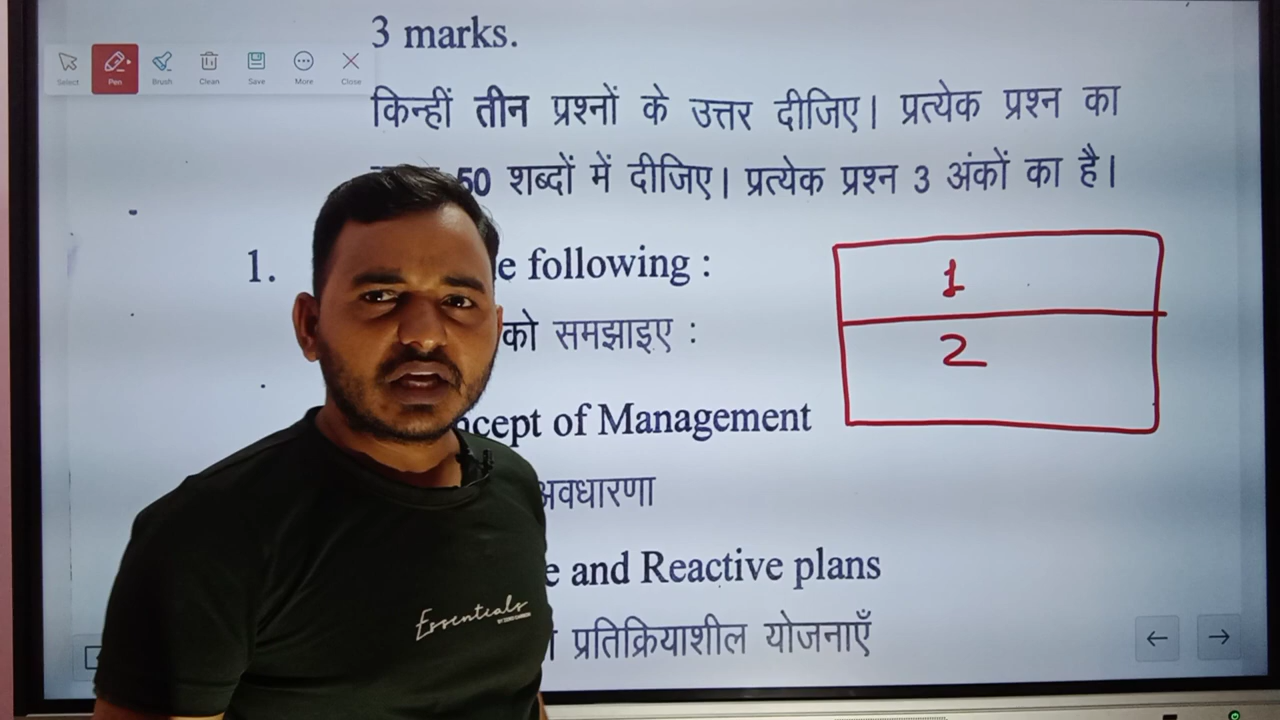 3 marks.
Select Pen Brush Clean Save More Close
किन्हीं तीन प्रश्नों के उत्तर दीजिए। प्रत्येक प्रश्न का
50 शब्दों में दीजिए। प्रत्येक प्रश्न 3 अंकों का है।
1. e following :
को समझाइए :
1
2
ncept of Management
अवधारणा
e and Reactive plans
प्रतिक्रियाशील योजनाएँ
Essentials